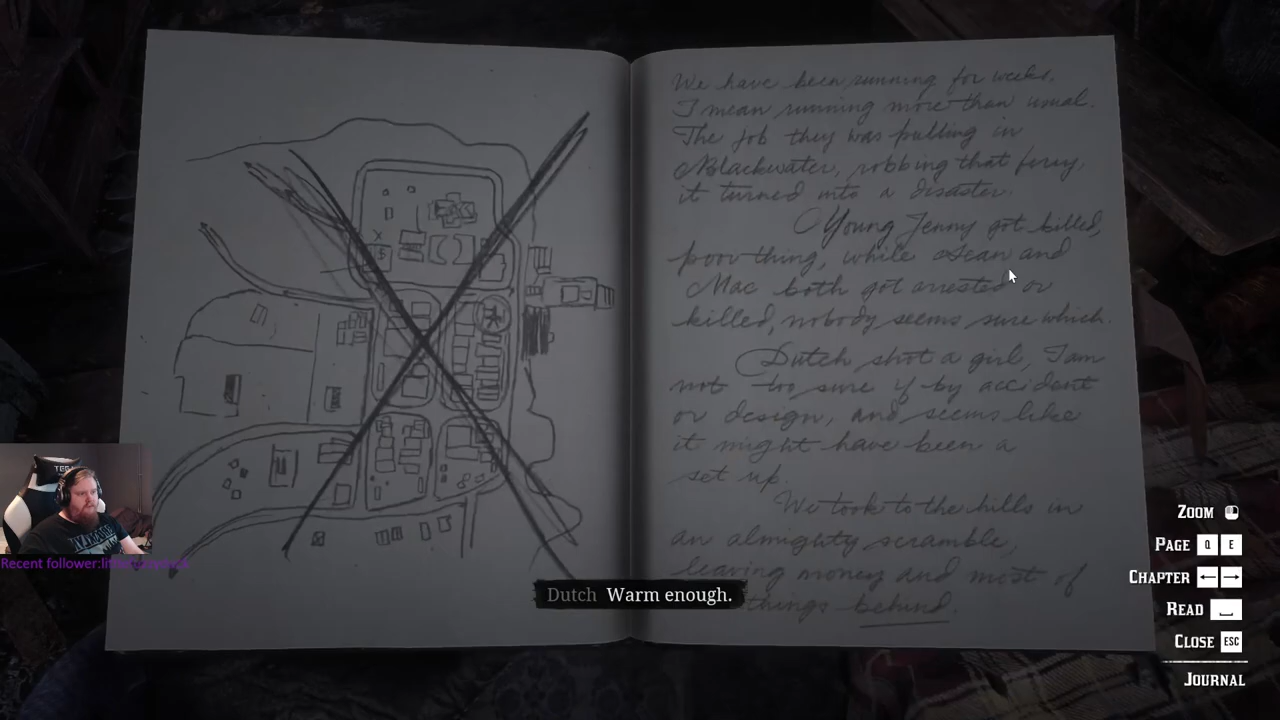 We have been running for weeks.
I mean running more than usual.
The job they was pulling in
Blackwater, robbing that ferry,
it turned into a disaster.
Young Jenny got killed,
poor thing, while Sean and
Mac both got arrested or
killed, nobody seems sure which.
Dutch shot a girl, I am
not too sure if by accident
or design, and seems like
it might have been a
set up.
We took to the hills in
an almighty scramble,
leaving money and most of
things behind.
Dutch Warm enough.
Recent follower:
ZOOM
PAGE Q E
CHAPTER ← →
READ
CLOSE ESC
JOURNAL